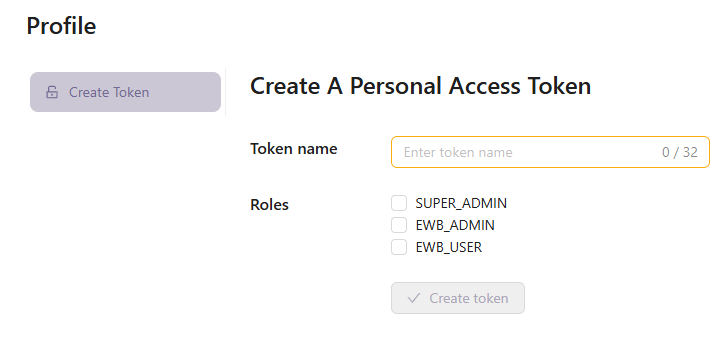 Profile
Create Token
Create A Personal Access Token
Token name
Enter token name
0 / 32
Roles
SUPER_ADMIN
EWB_ADMIN
EWB_USER
Create token